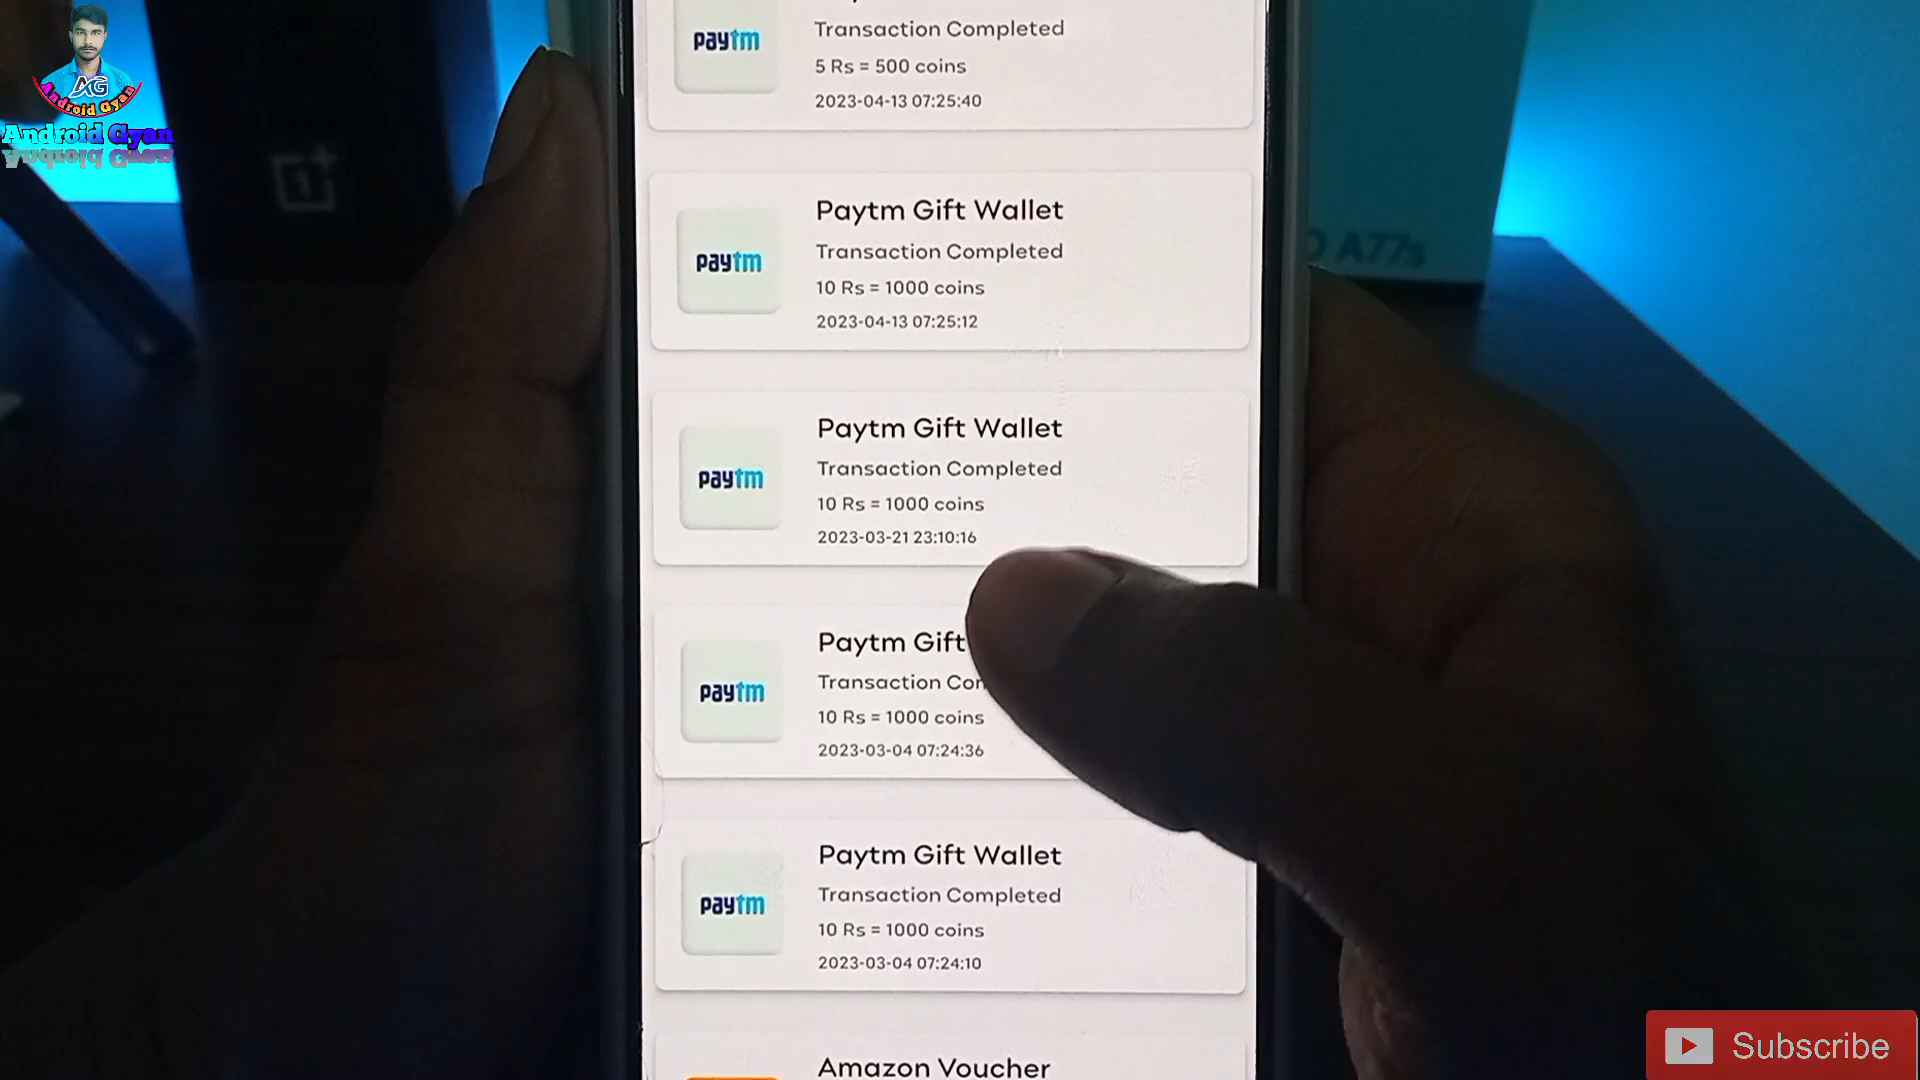 AG
Android Gyan
Android Gyan
paytm
Transaction Completed
5 Rs = 500 coins
2023-04-13 07:25:40
paytm
Paytm Gift Wallet
Transaction Completed
10 Rs = 1000 coins
2023-04-13 07:25:12
paytm
Paytm Gift Wallet
Transaction Completed
10 Rs = 1000 coins
2023-03-21 23:10:16
paytm
Paytm Gift
Transaction
10 Rs = 1000 coins
2023-03-04 07:24:36
paytm
Paytm Gift Wallet
Transaction Completed
10 Rs = 1000 coins
2023-03-04 07:24:10
Amazon Voucher
A77s
Subscribe